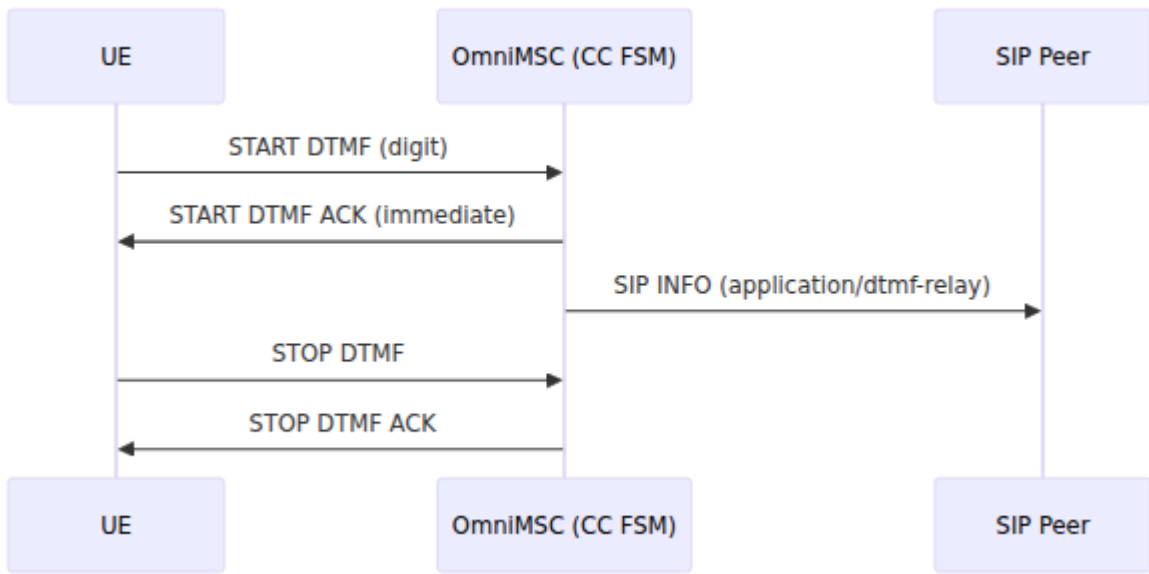 UE
OmniMSC (CC FSM)
SIP Peer
START DTMF (digit)
START DTMF ACK (immediate)
SIP INFO (application/dtmf-relay)
STOP DTMF
STOP DTMF ACK
UE
OmniMSC (CC FSM)
SIP Peer